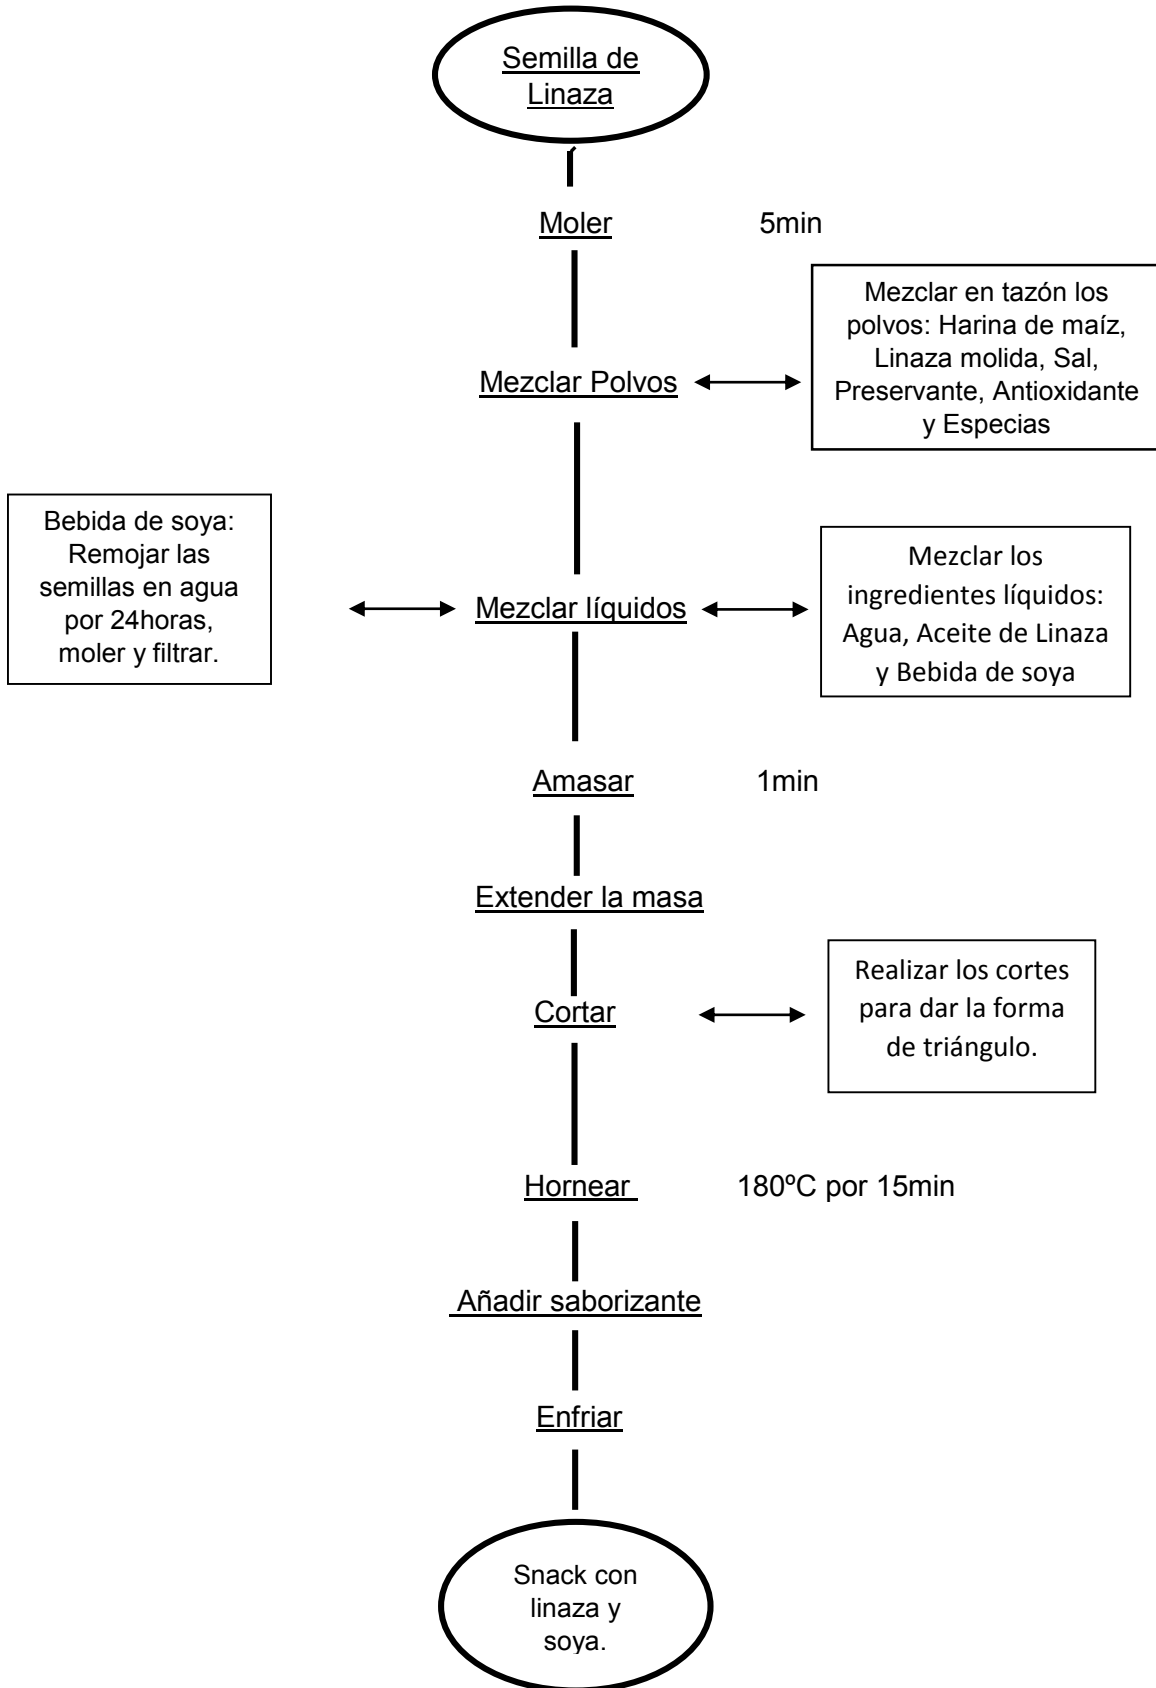 Semilla de
Linaza
Moler
5min
Mezclar Polvos
Mezclar en tazón los
polvos: Harina de maíz,
Linaza molida, Sal,
Preservante, Antioxidante
y Especias
Bebida de soya:
Remojar las
semillas en agua
por 24horas,
moler y filtrar.
Mezclar líquidos
Mezclar los
ingredientes líquidos:
Agua, Aceite de Linaza
y Bebida de soya
Amasar
1min
Extender la masa
Cortar
Realizar los cortes
para dar la forma
de triángulo.
Hornear
180ºC por 15min
Añadir saborizante
Enfriar
Snack con
linaza y
soya.